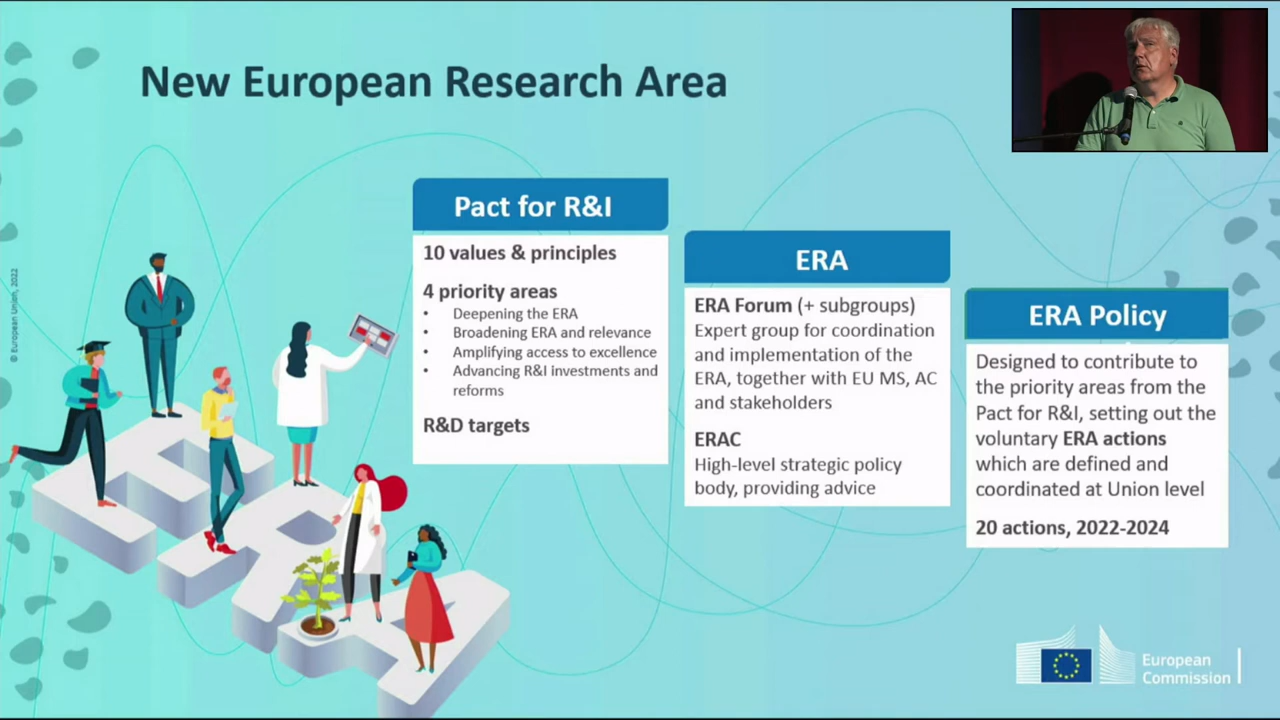 New European Research Area
Pact for R&I
10 values & principles
4 priority areas
• Deepening the ERA
• Broadening ERA and relevance
• Amplifying access to excellence
• Advancing R&I investments and
reforms
R&D targets
ERA
ERA Forum (+ subgroups)
Expert group for coordination
and implementation of the
ERA, together with EU MS, AC
and stakeholders
ERAC
High-level strategic policy
body, providing advice
ERA Policy
Designed to contribute to
the priority areas from the
Pact for R&I, setting out the
voluntary ERA actions
which are defined and
coordinated at Union level
20 actions, 2022-2024
© European Union, 2022
European
Commission